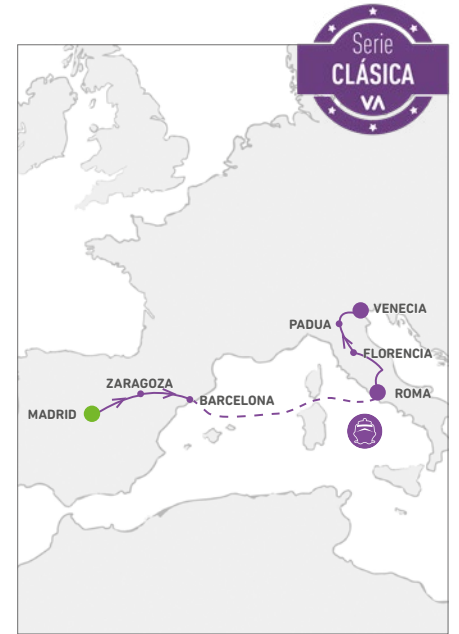 Serie
CLÁSICA
VA
VENECIA
PADUA
FLORENCIA
ZARAGOZA
BARCELONA
ROMA
MADRID